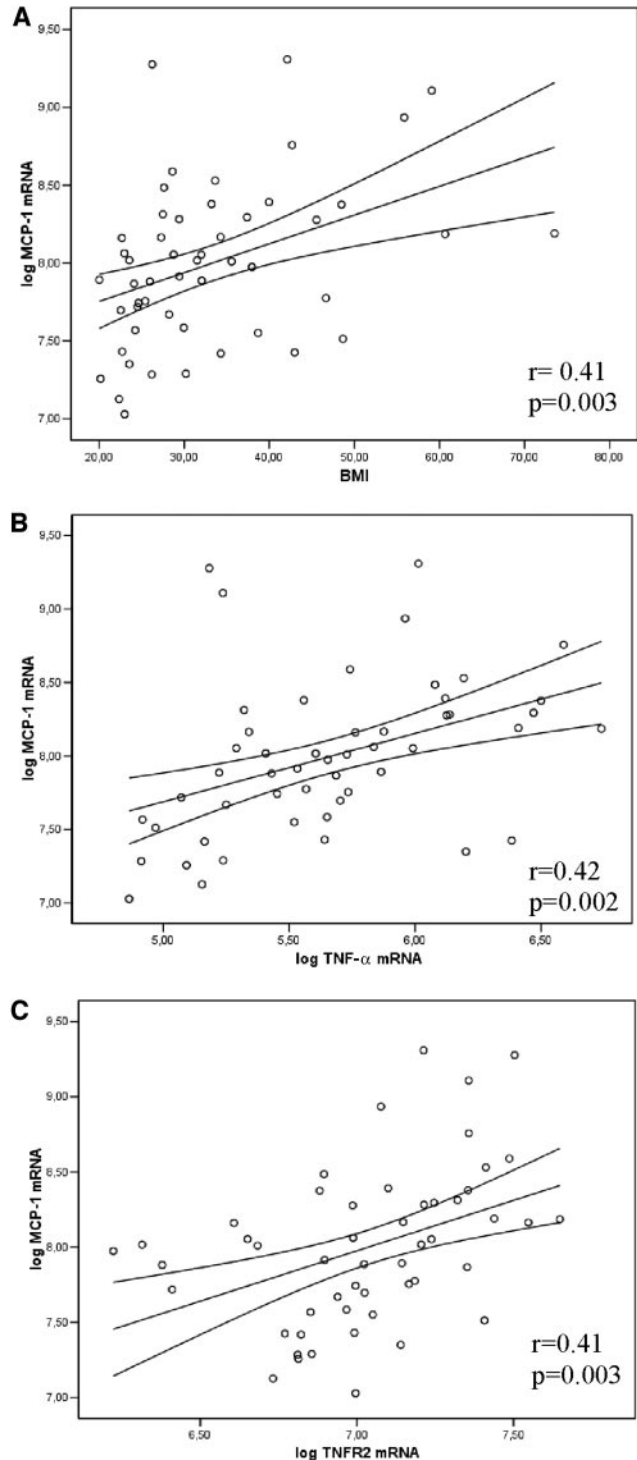 A
9,50
9,00
8,50
8,00
7,50
7,00
log MCP-1 mRNA
r= 0.41
p=0.003
20,00 30,00 40,00 50,00 60,00 70,00 80,00
BMI
B
9,50
9,00
8,50
8,00
7,50
7,00
log MCP-1 mRNA
r=0.42
p=0.002
5,00 5,50 6,00 6,50
log TNF-α mRNA
C
9,50
9,00
8,50
8,00
7,50
7,00
log MCP-1 mRNA
r=0.41
p=0.003
6,50 7,00 7,50
log TNFR2 mRNA